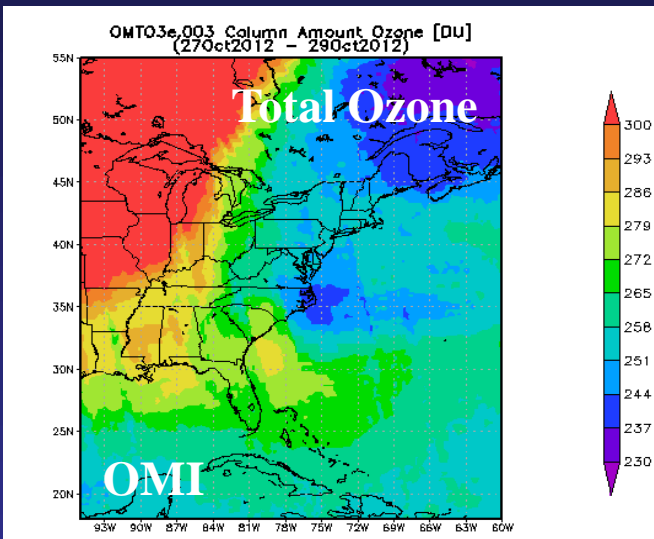 OMTO3e.003 Column Amount Ozone [DU]
(27Oct2012 - 29Oct2012)
Total Ozone
OMI
55N
50N
45N
40N
35N
30N
25N
20N
93W 90W 87W 84W 81W 78W 75W 72W 69W 66W 63W 60W
300
293
286
279
272
265
258
251
244
237
230